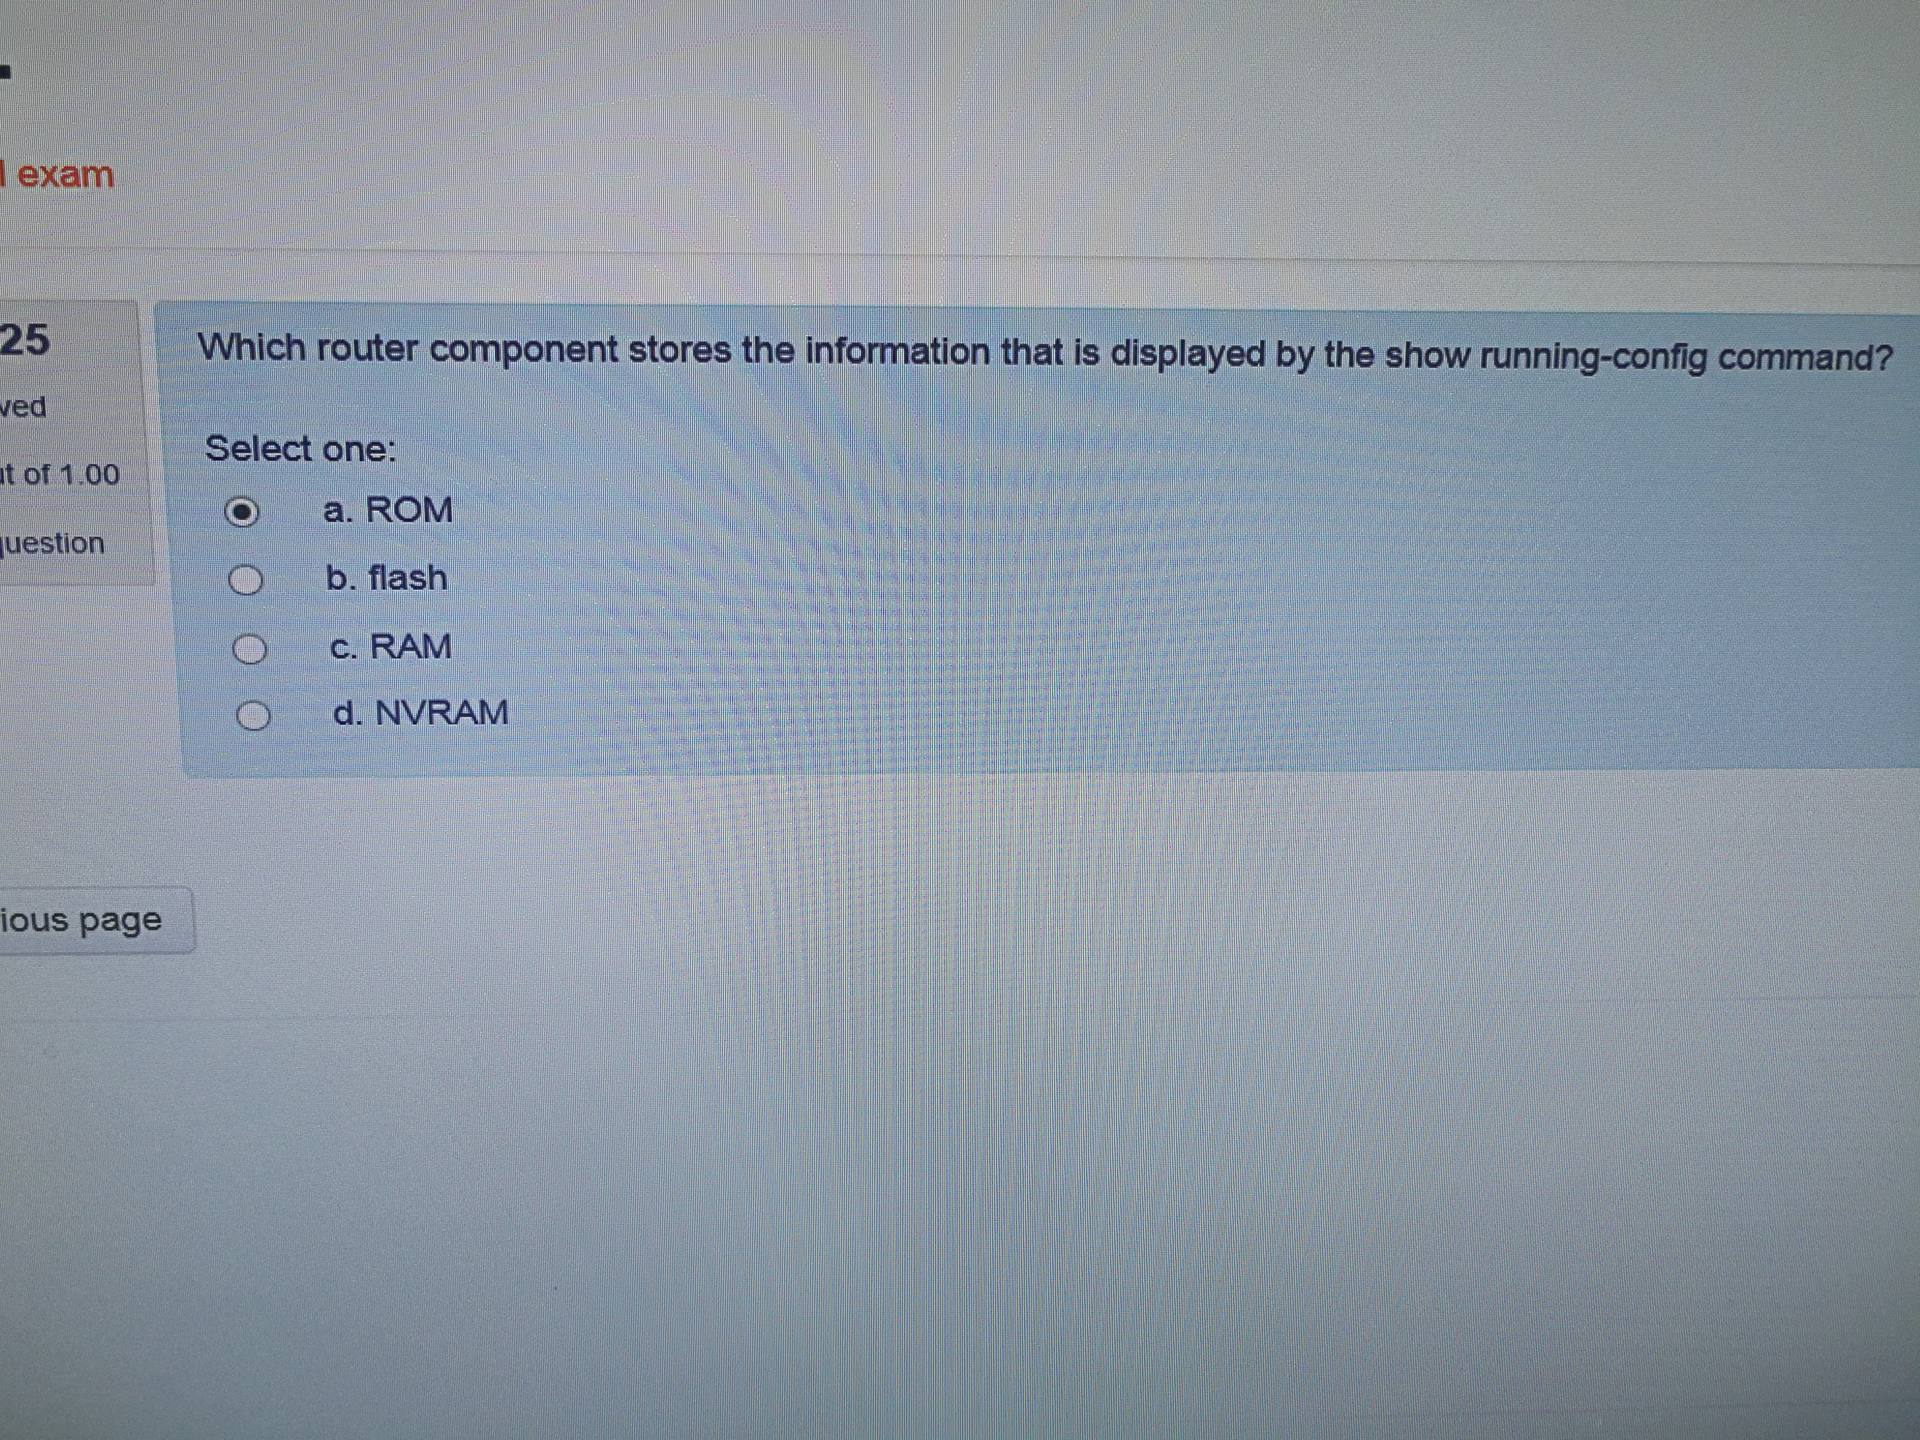 exam
25
Which router component stores the information that is displayed by the show running-config command?
ved
Select one:
of 1.00
a. ROM
uestion
b. flash
c. RAM
d. NVRAM
ious page